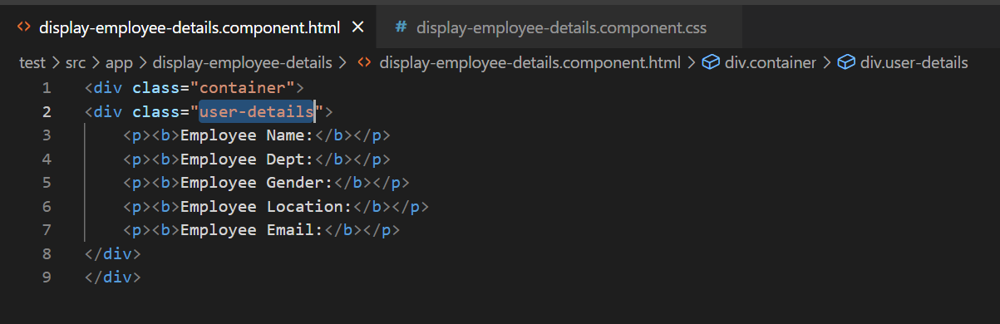 display-employee-details.component.html display-employee-details.component.css
test > src > app > display-employee-details > display-employee-details.component.html > div.container > div.user-details
1 <div class="container">
2 <div class="user-details">
3 <p><b>Employee Name:</b></p>
4 <p><b>Employee Dept:</b></p>
5 <p><b>Employee Gender:</b></p>
6 <p><b>Employee Location:</b></p>
7 <p><b>Employee Email:</b></p>
8 </div>
9 </div>